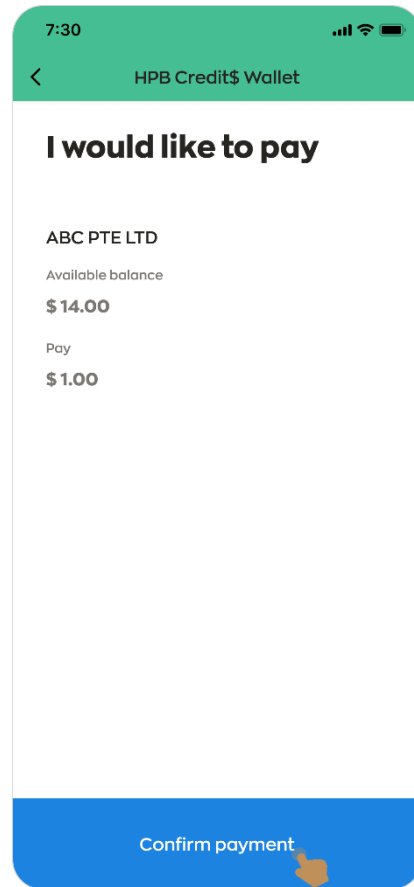 7:30
HPB Credit$ Wallet
I would like to pay
ABC PTE LTD
Available balance
$ 14.00
Pay
$ 1.00
Confirm payment